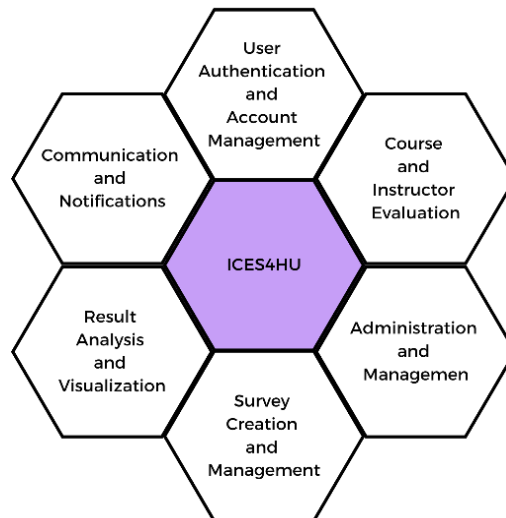 User
Authentication
and
Account
Management
Communication
and
Notifications
Course
and
Instructor
Evaluation
ICES4HU
Result
Analysis
and
Visualization
Administration
and
Managemen
Survey
Creation
and
Management